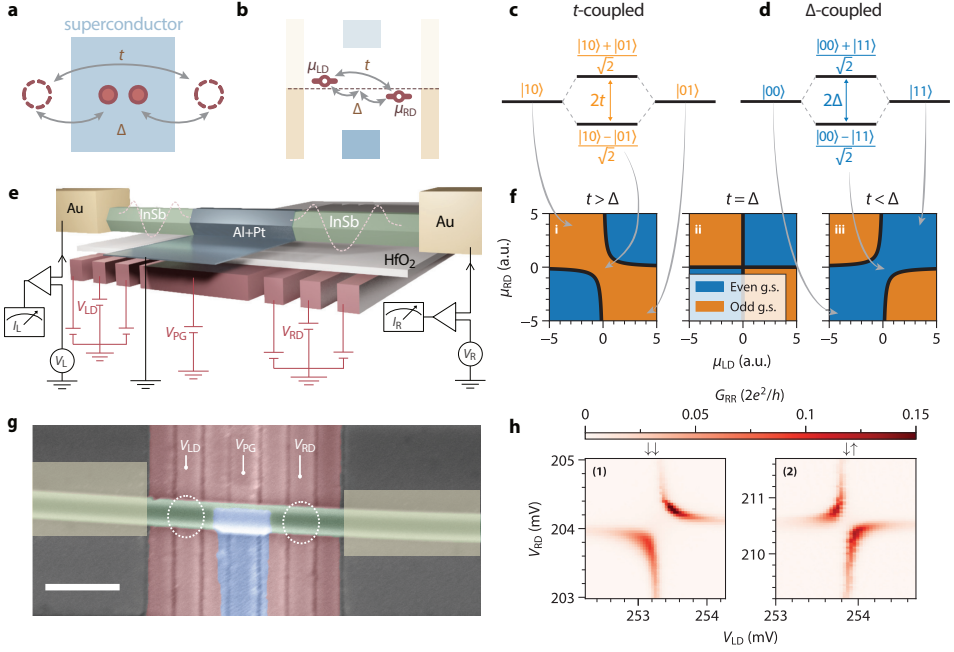 a
superconductor
t
Δ
b
μLD
t
Δ
μRD
c
t-coupled
|10⟩ + |01⟩
√2
|10⟩
2t
|01⟩
|10⟩ − |01⟩
√2
d
Δ-coupled
|00⟩ + |11⟩
√2
|00⟩
2Δ
|11⟩
|00⟩ − |11⟩
√2
e
Au
InSb
Al+Pt
InSb
Au
HfO2
IL
VL
VLD
VPG
VRD
IR
VR
f
t > Δ
t = Δ
t < Δ
μRD (a.u.)
5
0
−5
i
ii
iii
Even g.s.
Odd g.s.
−5 0 5
−5 0 5
−5 0 5
μLD (a.u.)
g
VLD
VPG
VRD
h
GRR (2e²/h)
0 0.05 0.1 0.15
↓↓
↓↑
VRD (mV)
205
204
203
(1)
253 254
211
210
(2)
253 254
VLD (mV)